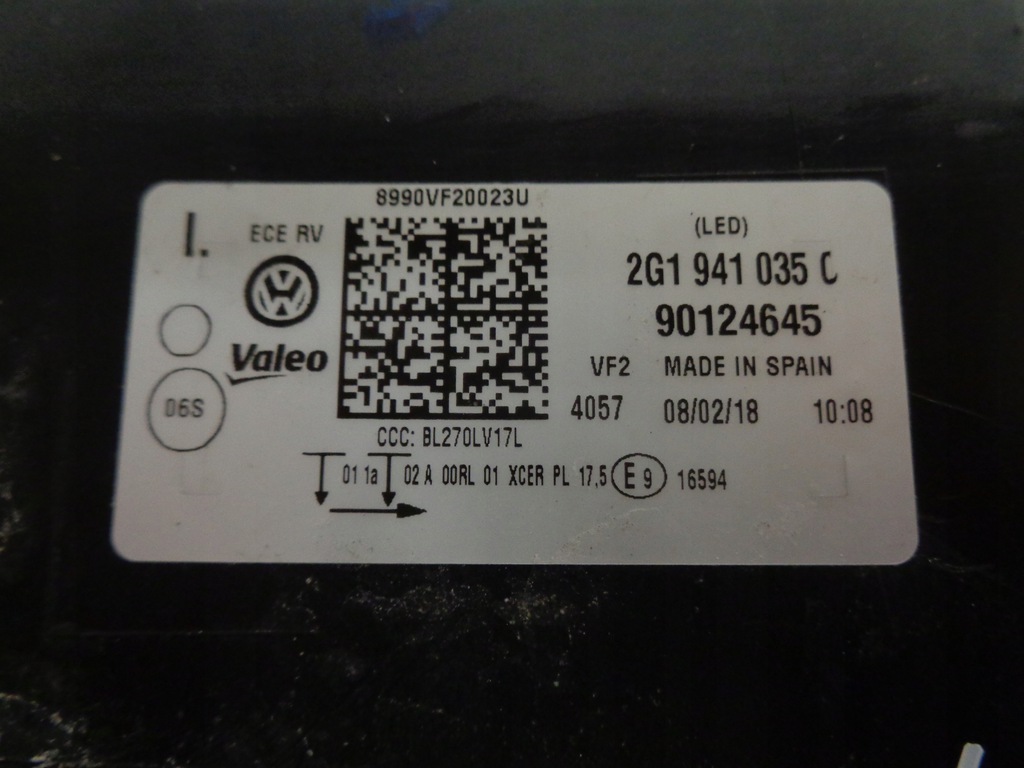 8990VF20023U
I.
ECE RV
(LED)
2G1 941 035 C
90124645
Valeo
VF2 MADE IN SPAIN
06S
4057 08/02/18 10:08
CCC: BL270LV17L
01 1a 02 A 00RL 01 XCER PL 17,5 E 9 16594